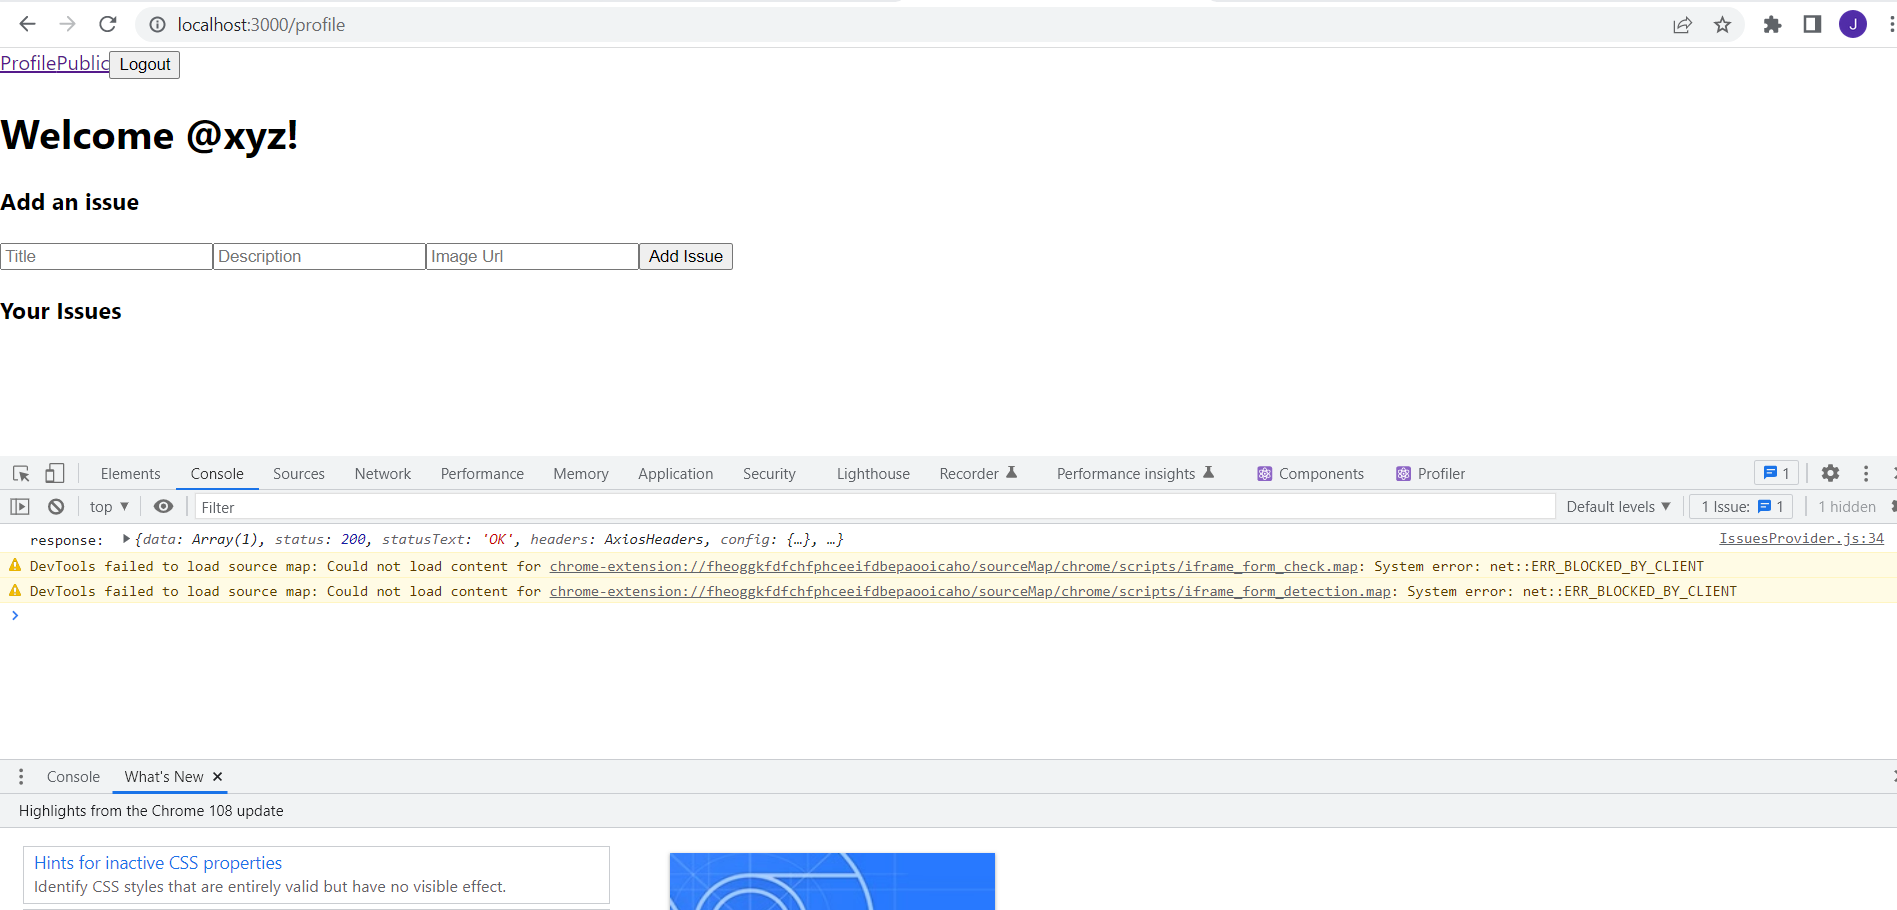 localhost:3000/profile
J
ProfilePublic Logout
Welcome @xyz!
Add an issue
Title Description Image Url Add Issue
Your Issues
Elements Console Sources Network Performance Memory Application Security Lighthouse Recorder Performance insights Components Profiler 1
top ▼ Filter Default levels ▼ 1 Issue: 1 1 hidden
response: ▶{data: Array(1), status: 200, statusText: 'OK', headers: AxiosHeaders, config: {…}, …} IssuesProvider.js:34
DevTools failed to load source map: Could not load content for chrome-extension://fheoggkfdfchfphceeifdbepaooicaho/sourceMap/chrome/scripts/iframe_form_check.map: System error: net::ERR_BLOCKED_BY_CLIENT
DevTools failed to load source map: Could not load content for chrome-extension://fheoggkfdfchfphceeifdbepaooicaho/sourceMap/chrome/scripts/iframe_form_detection.map: System error: net::ERR_BLOCKED_BY_CLIENT
Console What's New
Highlights from the Chrome 108 update
Hints for inactive CSS properties
Identify CSS styles that are entirely valid but have no visible effect.